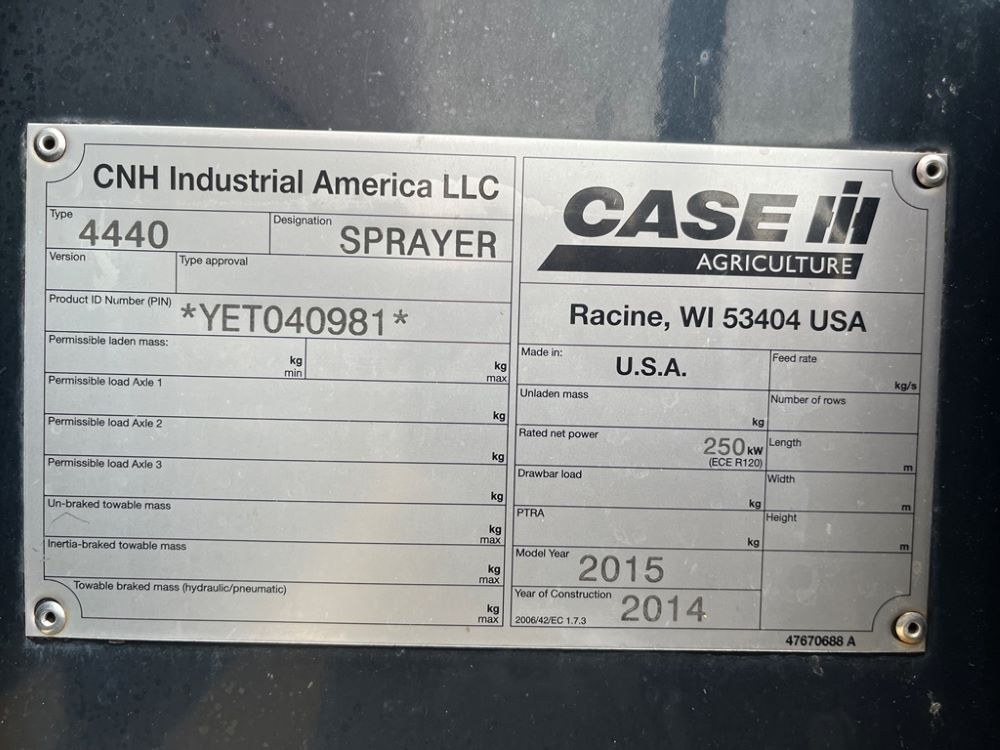 CNH Industrial America LLC
Type
4440
Designation
SPRAYER
Version
Type approval
Product ID Number (PIN)
*YET040981*
Permissible laden mass:
kg
min
kg
max
Permissible load Axle 1
kg
Permissible load Axle 2
kg
Permissible load Axle 3
kg
Un-braked towable mass
kg
max
Inertia-braked towable mass
kg
max
Towable braked mass (hydraulic/pneumatic)
kg
max
CASE IH
AGRICULTURE
Racine, WI 53404 USA
Made in:
U.S.A.
Feed rate
kg/s
Unladen mass
kg
Number of rows
Rated net power
250 kW
(ECE R120)
Length
m
Drawbar load
kg
Width
m
PTRA
kg
Height
m
Model Year
2015
Year of Construction
2014
2006/42/EC 1.7.3
47670688 A